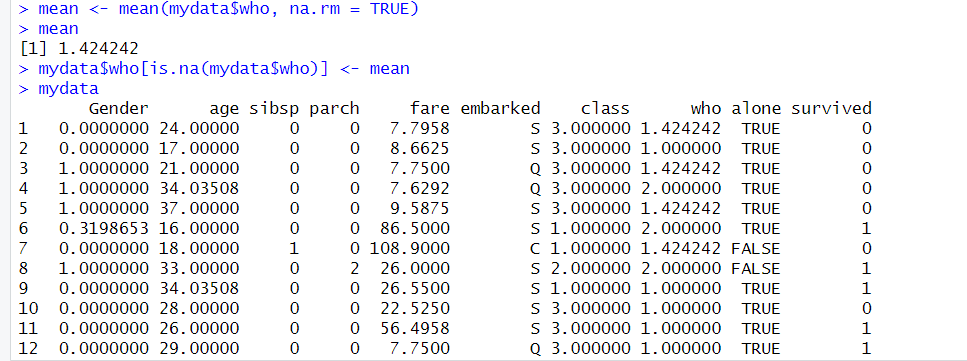 > mean <- mean(mydata$who, na.rm = TRUE)
> mean
[1] 1.424242
> mydata$who[is.na(mydata$who)] <- mean
> mydata
      Gender      age sibsp parch     fare embarked    class      who alone survived
1  0.0000000 24.00000     0     0   7.7958        S 3.000000 1.424242  TRUE        0
2  0.0000000 17.00000     0     0   8.6625        S 3.000000 1.000000  TRUE        0
3  1.0000000 21.00000     0     0   7.7500        Q 3.000000 1.424242  TRUE        0
4  1.0000000 34.03508     0     0   7.6292        Q 3.000000 2.000000  TRUE        0
5  1.0000000 37.00000     0     0   9.5875        S 3.000000 1.424242  TRUE        0
6  0.3198653 16.00000     0     0  86.5000        S 1.000000 2.000000  TRUE        1
7  0.0000000 18.00000     1     0 108.9000        C 1.000000 1.424242 FALSE        0
8  1.0000000 33.00000     0     2  26.0000        S 2.000000 2.000000 FALSE        1
9  0.0000000 34.03508     0     0  26.5500        S 1.000000 1.000000  TRUE        1
10 0.0000000 28.00000     0     0  22.5250        S 3.000000 1.000000  TRUE        0
11 0.0000000 26.00000     0     0  56.4958        S 3.000000 1.000000  TRUE        1
12 0.0000000 29.00000     0     0   7.7500        Q 3.000000 1.000000  TRUE        1